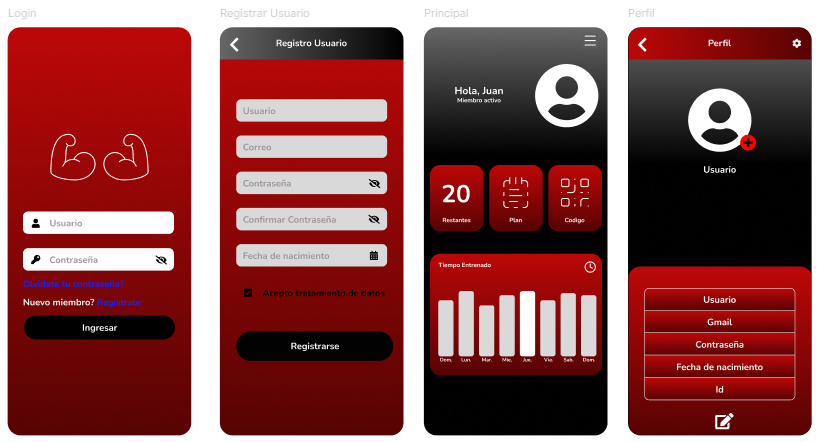 Login
Usuario
Contraseña
Olvidate tu contraseña?
Nuevo miembro? Registrate
Ingresar
Registrar Usuario
Registro Usuario
Usuario
Correo
Contraseña
Confirmar Contraseña
Fecha de nacimiento
Acepto tratamiento de datos
Registrarse
Principal
Hola, Juan
Miembro activo
20
Restantes
Plan
Codigo
Tiempo Entrenado
Dom. Lun. Mar. Mie. Jue. Vie. Sab. Dom.
Perfil
Perfil
Usuario
Usuario
Gmail
Contraseña
Fecha de nacimiento
Id